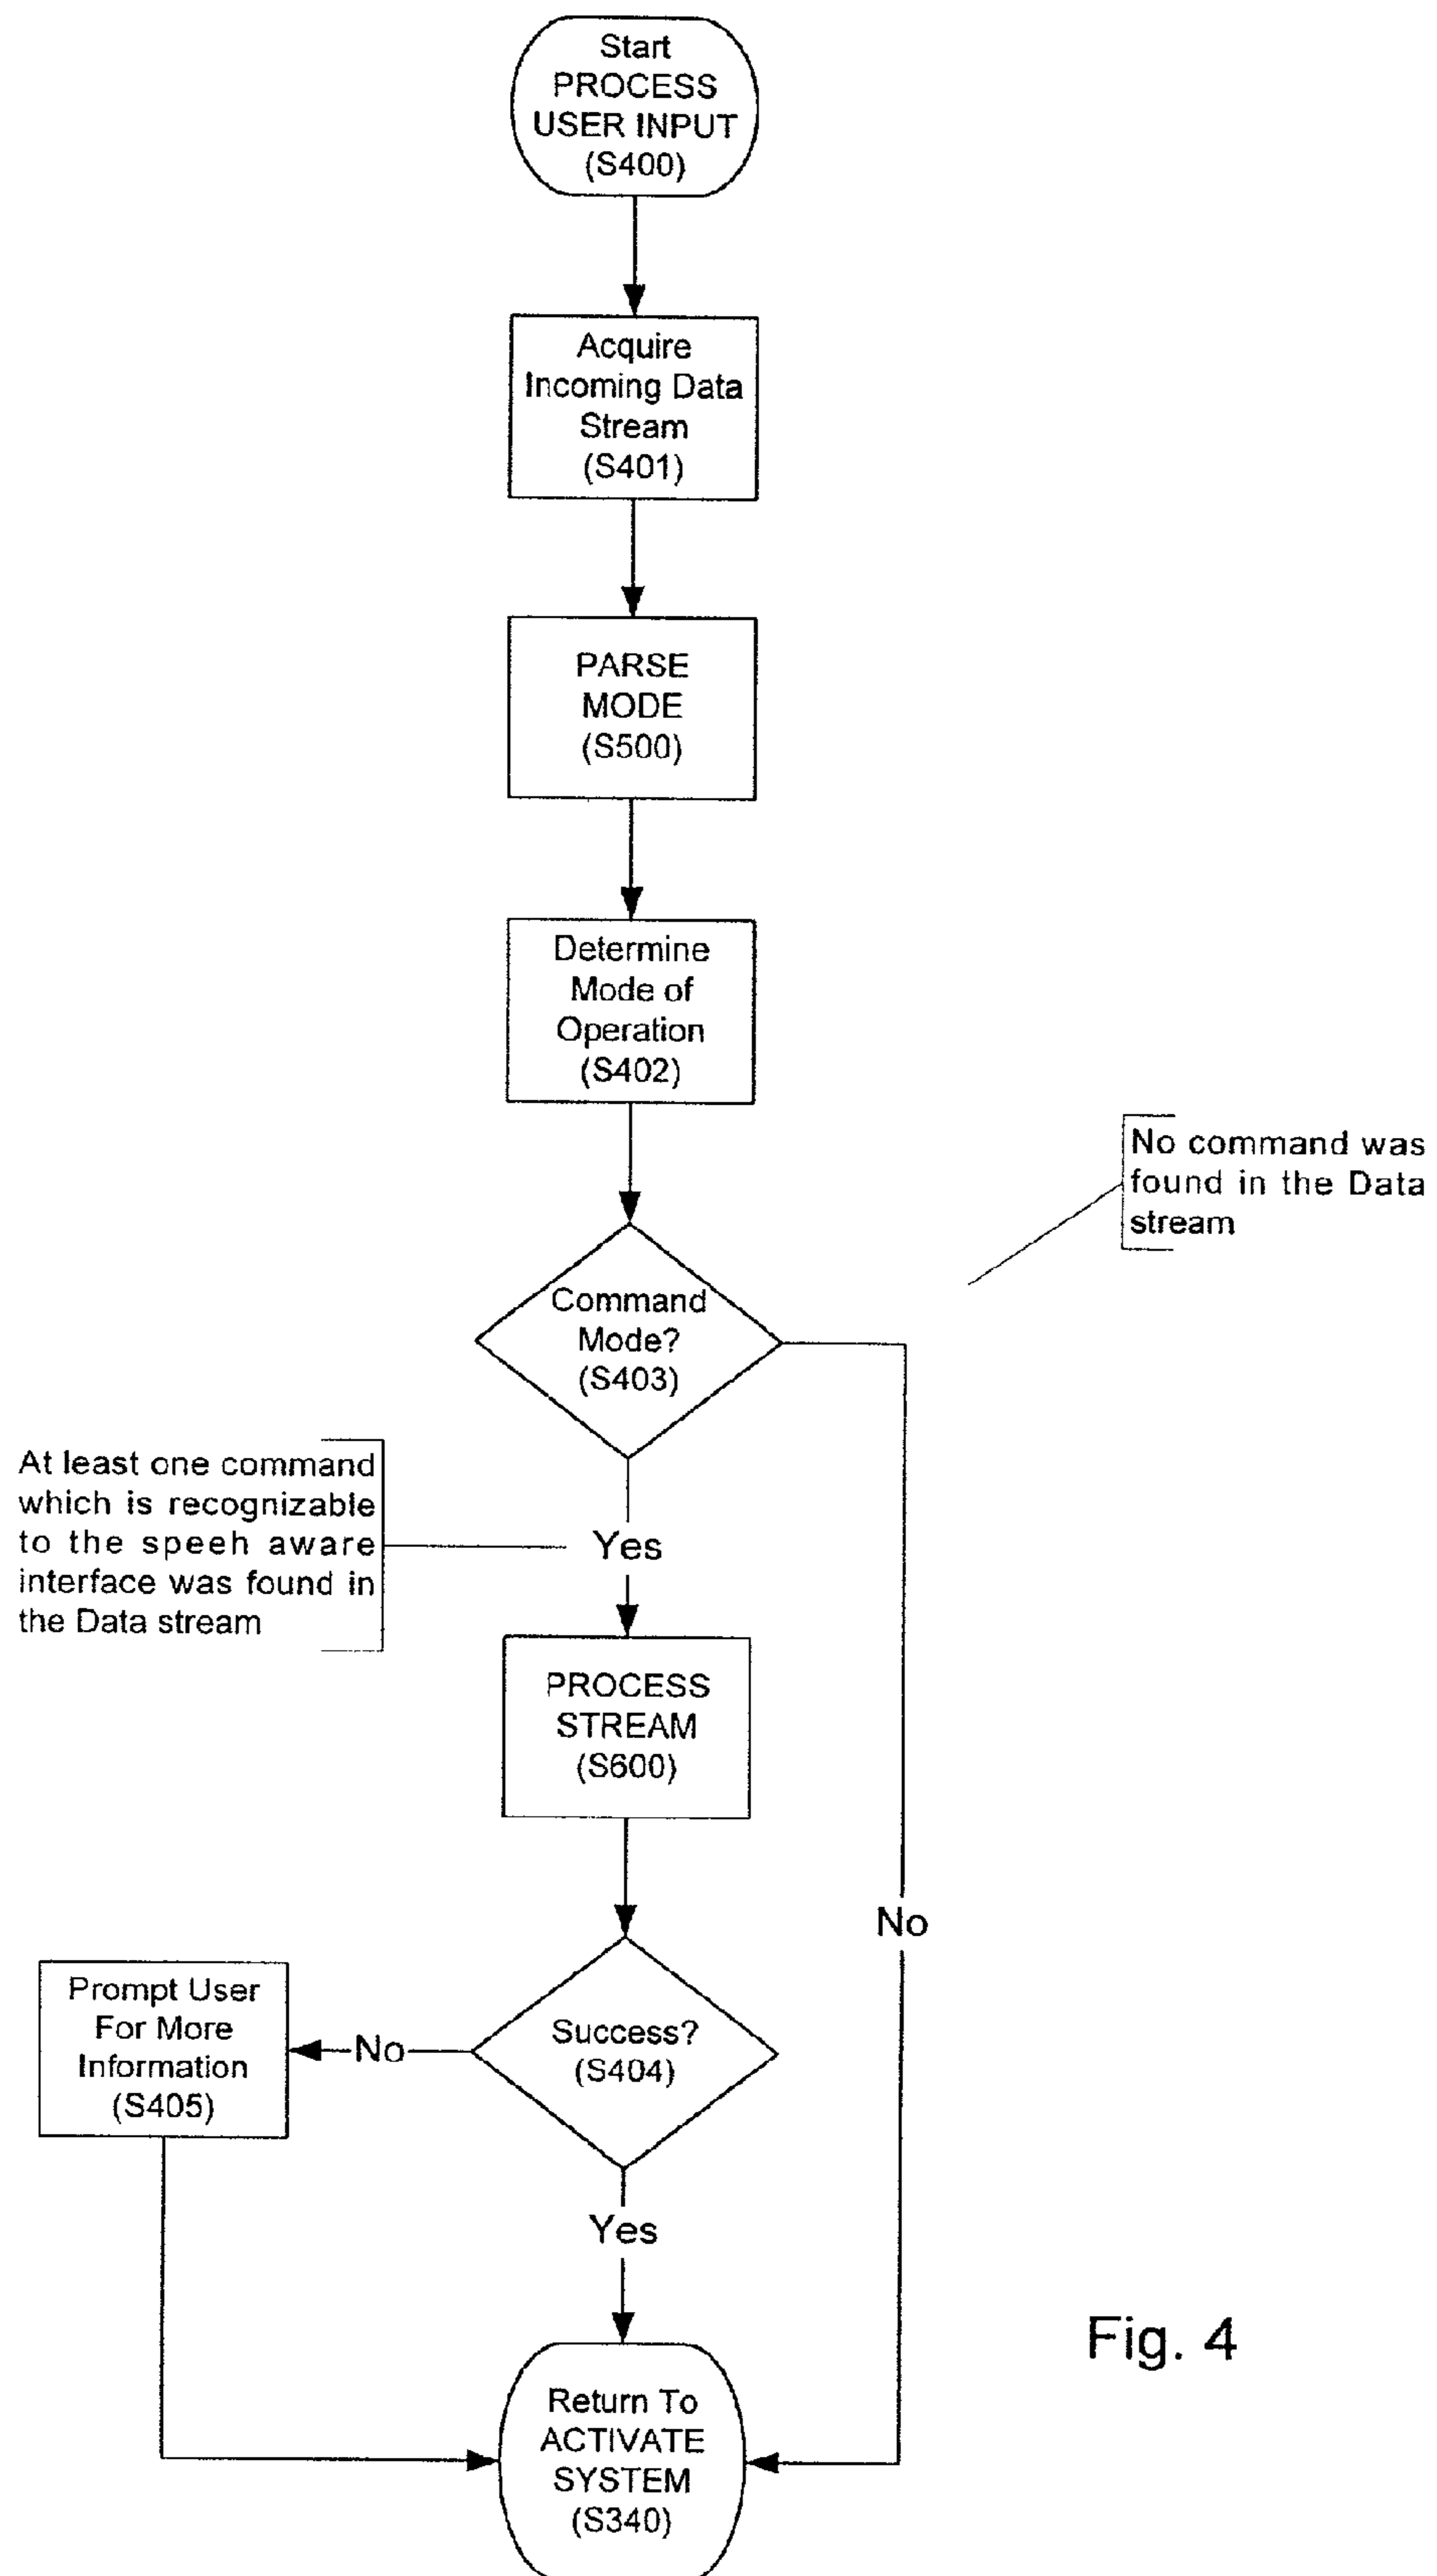 Start
PROCESS
USER INPUT
(S400)
Acquire
Incoming Data
Stream
(S401)
PARSE
MODE
(S500)
Determine
Mode of
Operation
(S402)
No command was
found in the Data
stream
Command
Mode?
(S403)
At least one command
which is recognizable
to the speeh aware
interface was found in
the Data stream
Yes
PROCESS
STREAM
(S600)
No
Prompt User
For More
Information
(S405)
No
Success?
(S404)
Yes
Return To
ACTIVATE
SYSTEM
(S340)
Fig. 4